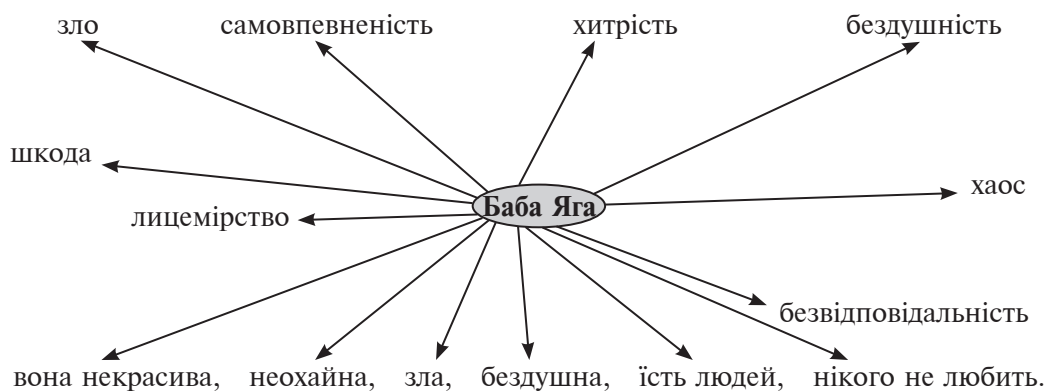 зло самовпевненість хитрість бездушність
шкода
хаос
Баба Яга
лицемірство
безвідповідальність
вона некрасива, неохайна, зла, бездушна, їсть людей, нікого не любить.